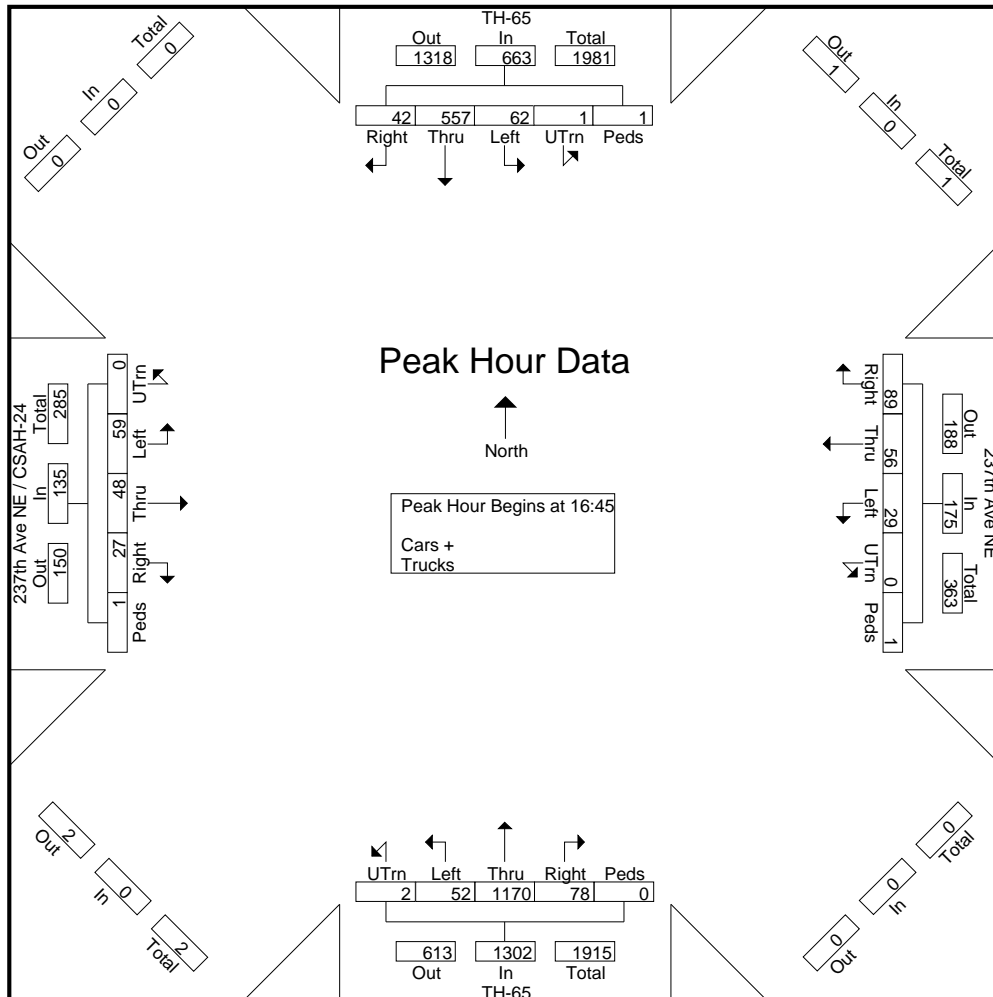 TH-65
Out In Total
1318 663 1981
42 557 62 1 1
Right Thru Left UTrn Peds
Total
0
In
0
Out
0
Out
1
In
0
Total
1
Peak Hour Data
North
Peak Hour Begins at 16:45
Cars +
Trucks
237th Ave NE / CSAH-24
Out In Total
150 135 285
1 27 48 59 0
Peds Right Thru Left UTrn
237th Ave NE
Out In Total
188 175 363
89 56 29 0 1
Right Thru Left UTrn Peds
2
Out
0
In
2
Total
0
Total
0
In
0
Out
UTrn Left Thru Right Peds
2 52 1170 78 0
613 1302 1915
Out In Total
TH-65